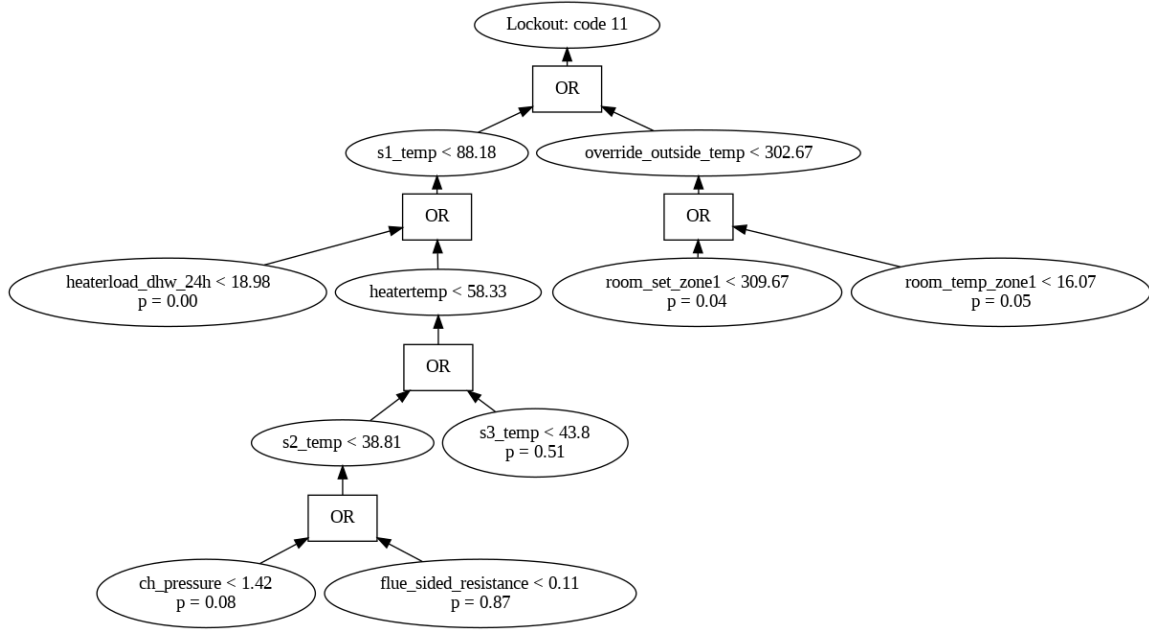 Lockout: code 11
OR
s1_temp < 88.18
override_outside_temp < 302.67
OR
OR
heaterload_dhw_24h < 18.98
p = 0.00
heatertemp < 58.33
room_set_zone1 < 309.67
p = 0.04
room_temp_zone1 < 16.07
p = 0.05
OR
s2_temp < 38.81
s3_temp < 43.8
p = 0.51
OR
ch_pressure < 1.42
p = 0.08
flue_sided_resistance < 0.11
p = 0.87